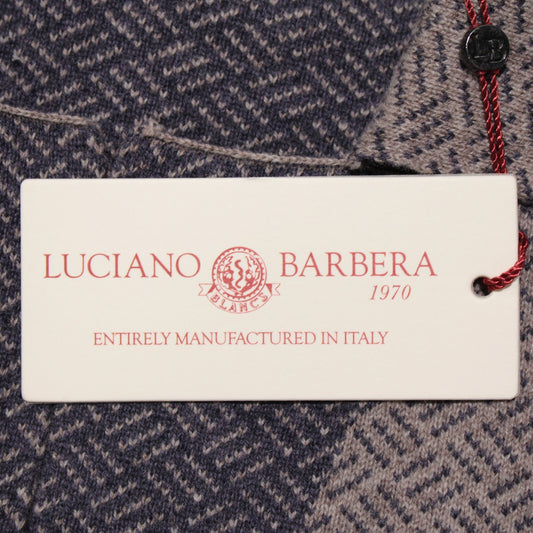 LB
LUCIANO BARBERA
BLANCS
1970
ENTIRELY MANUFACTURED IN ITALY